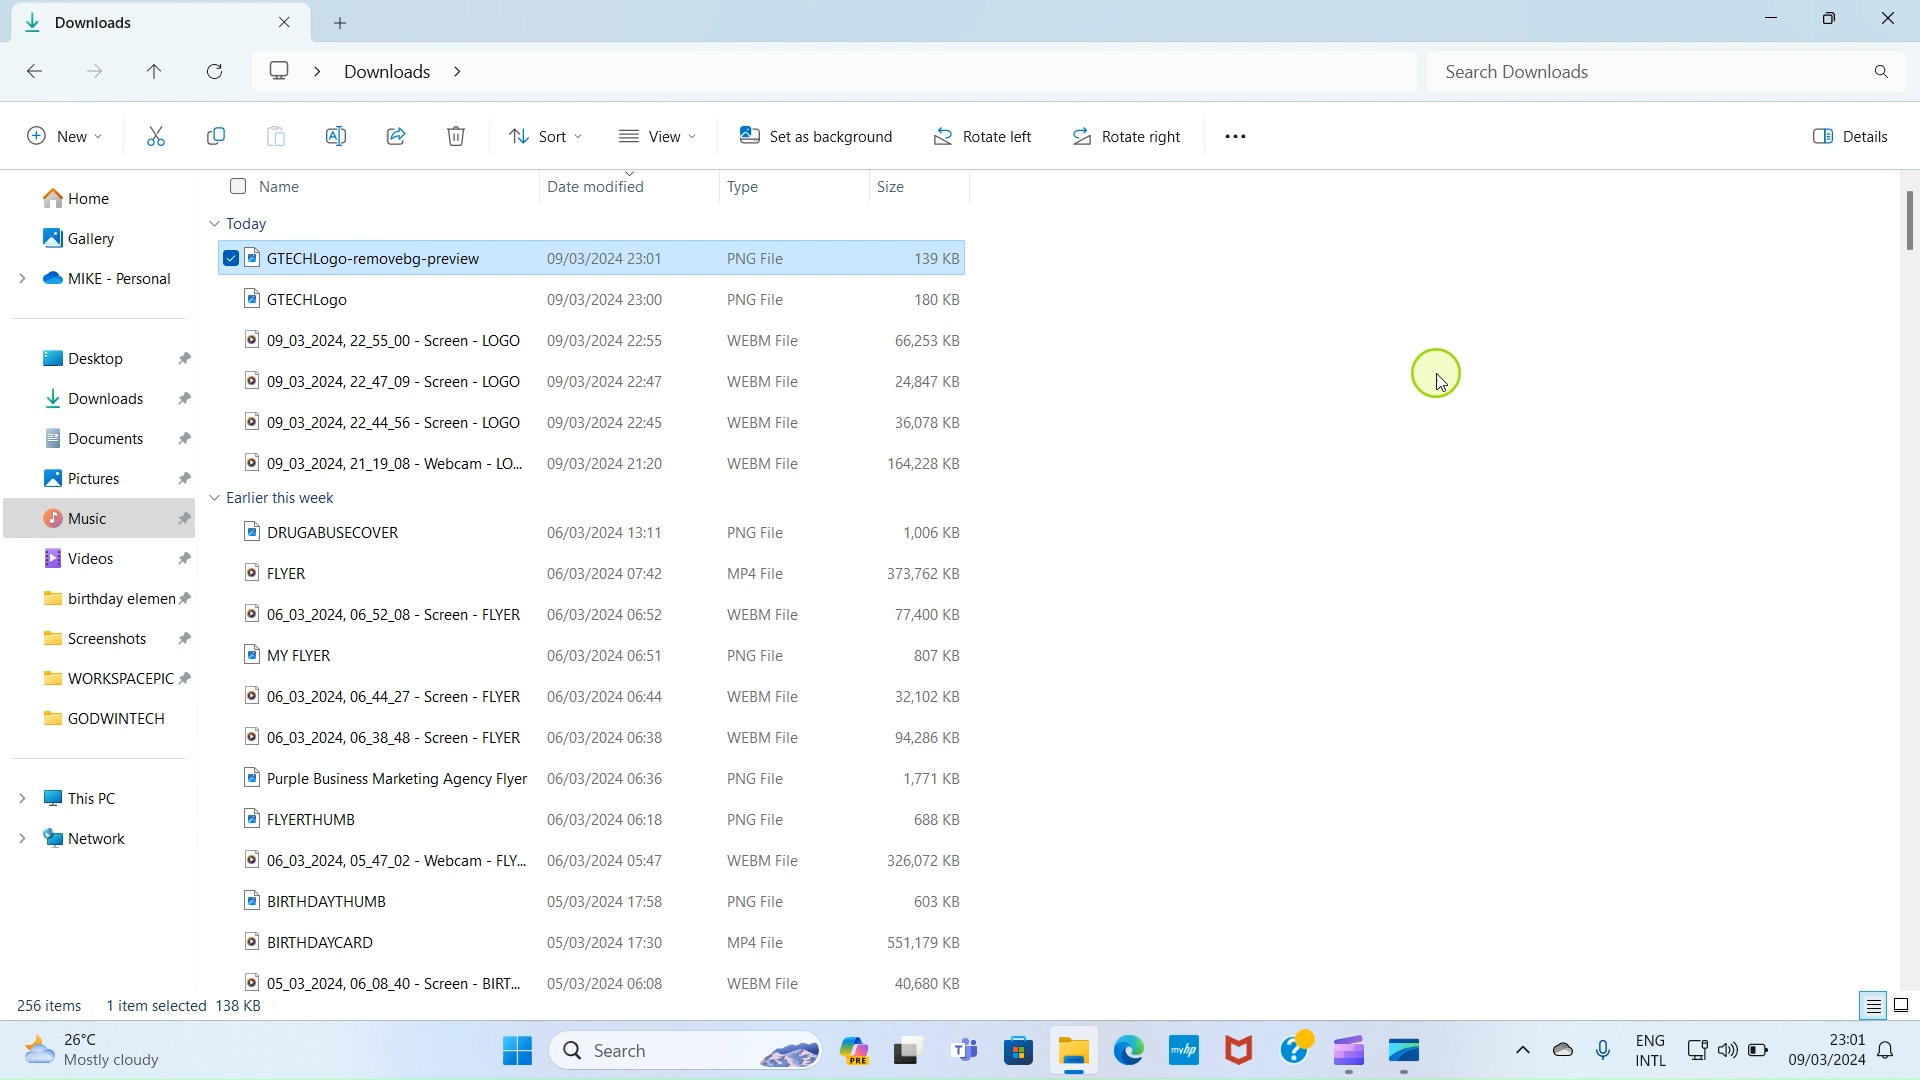 Downloads
Downloads
Search Downloads
New
Sort
View
Set as background
Rotate left
Rotate right
Details
Home
Gallery
MIKE - Personal
Desktop
Downloads
Documents
Pictures
Music
Videos
birthday elemen
Screenshots
WORKSPACEPIC
GODWINTECH
This PC
Network
Name Date modified Type Size
Today
GTECHLogo-removebg-preview 09/03/2024 23:01 PNG File 139 KB
GTECHLogo 09/03/2024 23:00 PNG File 180 KB
09_03_2024, 22_55_00 - Screen - LOGO 09/03/2024 22:55 WEBM File 66,253 KB
09_03_2024, 22_47_09 - Screen - LOGO 09/03/2024 22:47 WEBM File 24,847 KB
09_03_2024, 22_44_56 - Screen - LOGO 09/03/2024 22:45 WEBM File 36,078 KB
09_03_2024, 21_19_08 - Webcam - LO... 09/03/2024 21:20 WEBM File 164,228 KB
Earlier this week
DRUGABUSECOVER 06/03/2024 13:11 PNG File 1,006 KB
FLYER 06/03/2024 07:42 MP4 File 373,762 KB
06_03_2024, 06_52_08 - Screen - FLYER 06/03/2024 06:52 WEBM File 77,400 KB
MY FLYER 06/03/2024 06:51 PNG File 807 KB
06_03_2024, 06_44_27 - Screen - FLYER 06/03/2024 06:44 WEBM File 32,102 KB
06_03_2024, 06_38_48 - Screen - FLYER 06/03/2024 06:38 WEBM File 94,286 KB
Purple Business Marketing Agency Flyer 06/03/2024 06:36 PNG File 1,771 KB
FLYERTHUMB 06/03/2024 06:18 PNG File 688 KB
06_03_2024, 05_47_02 - Webcam - FLY... 06/03/2024 05:47 WEBM File 326,072 KB
BIRTHDAYTHUMB 05/03/2024 17:58 PNG File 603 KB
BIRTHDAYCARD 05/03/2024 17:30 MP4 File 551,179 KB
05_03_2024, 06_08_40 - Screen - BIRT... 05/03/2024 06:08 WEBM File 40,680 KB
256 items 1 item selected 138 KB
26°C
Mostly cloudy
Search
PRE
myhp
ENG
INTL
23:01
09/03/2024